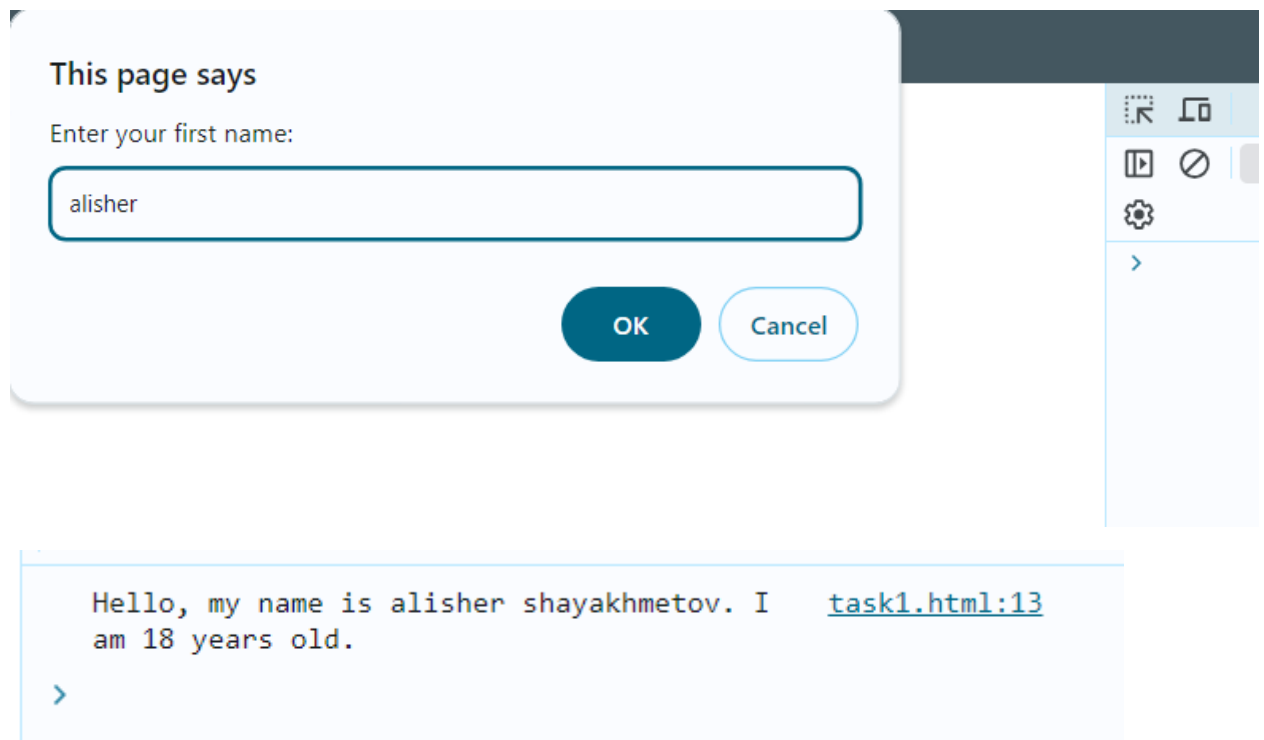 This page says
Enter your first name:
alisher
OK Cancel
Hello, my name is alisher shayakhmetov. I task1.html:13
am 18 years old.